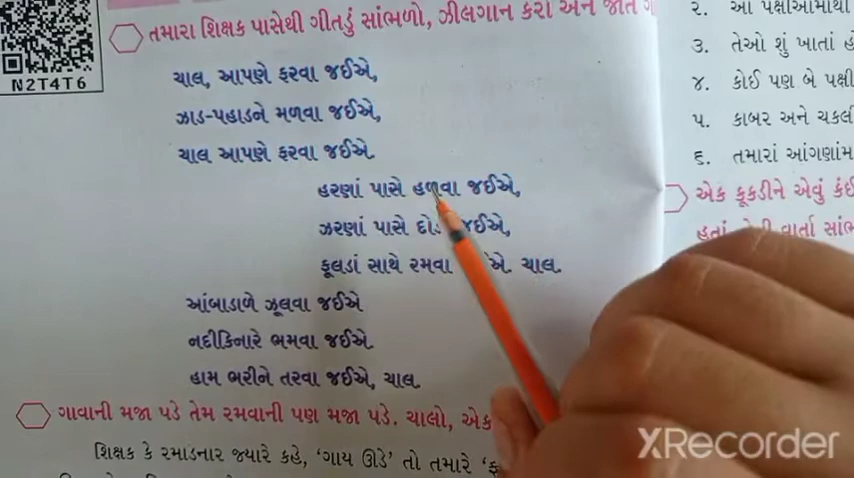 N2T4T6
તમારા શિક્ષક પાસેથી ગીતડું સાંભળો, ઝીલગાન કરો અને જાતે
ચાલ, આપણે ફરવા જઈએ,
ઝાડ-પહાડને મળવા જઈએ,
ચાલ આપણે ફરવા જઈએ.
હરણાં પાસે હળવા જઈએ,
ઝરણાં પાસે જઈએ,
ફૂલડાં સાથે રમવા ચાલ.
આંબાડાળે ઝૂલવા જઈએ
નદીકિનારે ભમવા જઈએ.
હામ ભરીને તરવા જઈએ, ચાલ.
ગાવાની મજા પડે તેમ રમવાની પણ મજા પડે. ચાલો, એક
શિક્ષક કે રમાડનાર જ્યારે કહે, ‘ગાય ઊડે’ તો તમારે
૨. આ પક્ષીઓમાંથી
૩. તેઓ શું ખાતાં
૪. કોઈ પણ બે પક્ષી
૫. કાબર અને ચકલી
૬. તમારાં આંગણાંમ
એક કૂકડીને એવું કંઈ
હતાં વાર્તા સાંભ
XRecorder